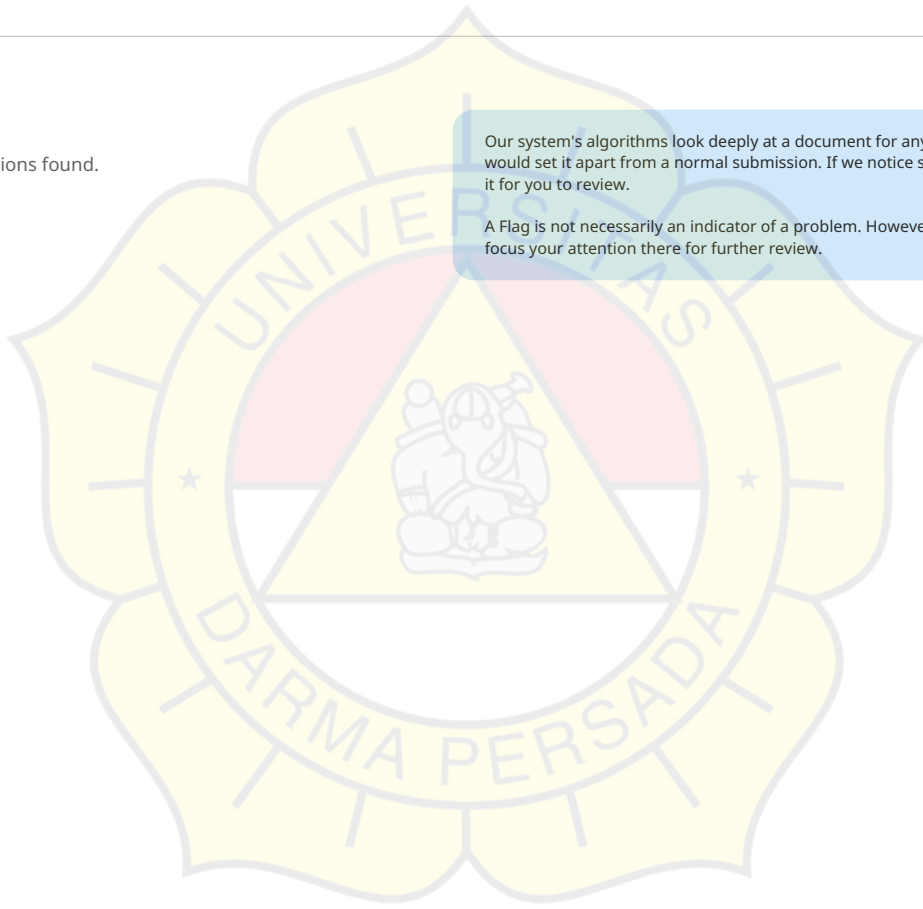 ions found.
Our system's algorithms look deeply at a document for any
would set it apart from a normal submission. If we notice s
it for you to review.
A Flag is not necessarily an indicator of a problem. Howeve
focus your attention there for further review.
UNIVERSITAS
DARMA PERSADA